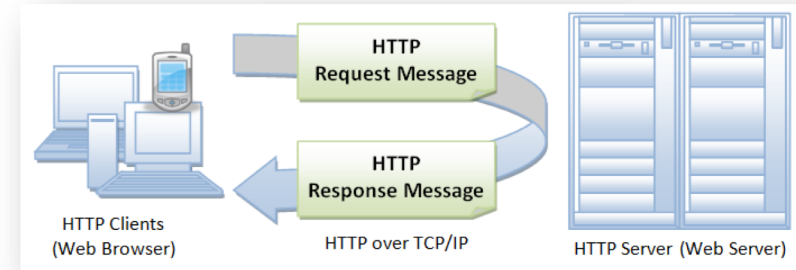 HTTP
Request Message
HTTP
Response Message
HTTP Clients
(Web Browser)
HTTP over TCP/IP
HTTP Server (Web Server)